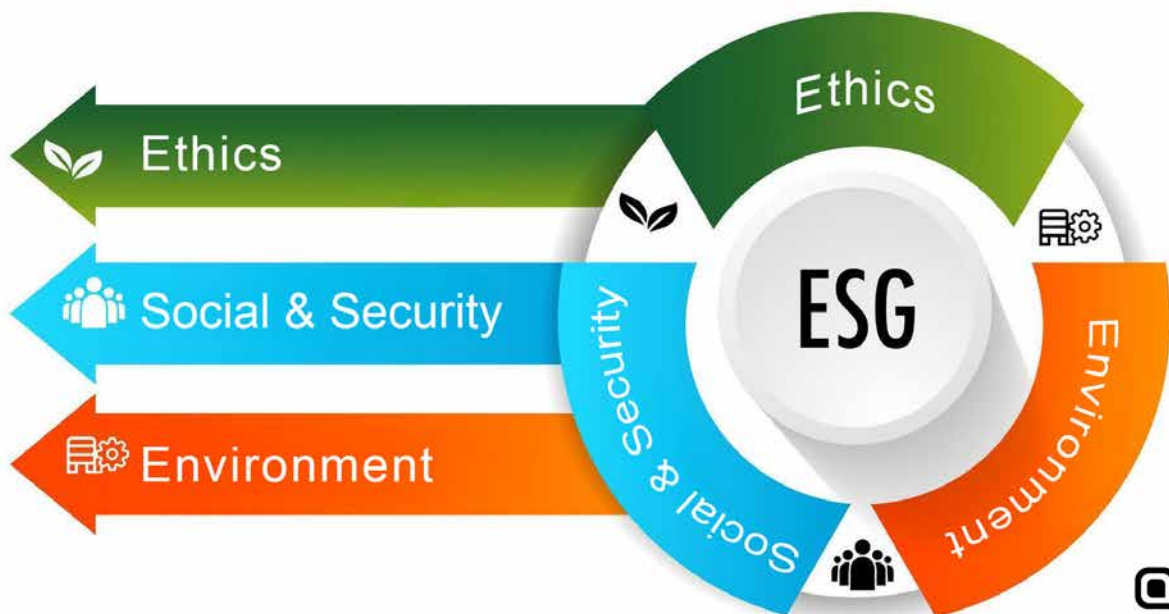 Ethics
Social & Security
Environment
Ethics
Social & Security
Environment
ESG